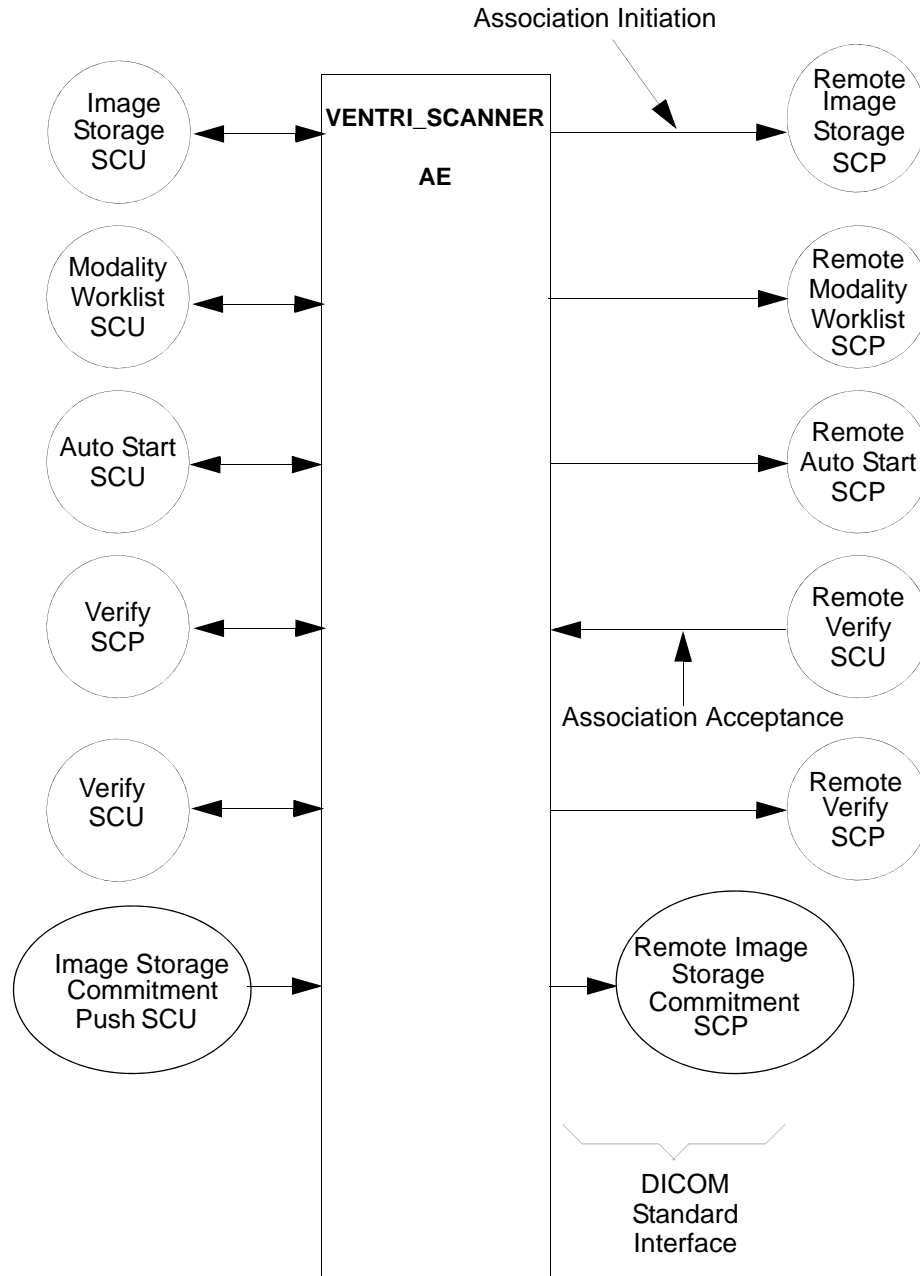 Association Initiation
Image
Storage
SCU
VENTRI_SCANNER
AE
Remote
Image
Storage
SCP
Modality
Worklist
SCU
Remote
Modality
Worklist
SCP
Auto Start
SCU
Remote
Auto Start
SCP
Verify
SCP
Remote
Verify
SCU
Association Acceptance
Verify
SCU
Remote
Verify
SCP
Image Storage
Commitment
Push SCU
Remote Image
Storage
Commitment
SCP
DICOM
Standard
Interface